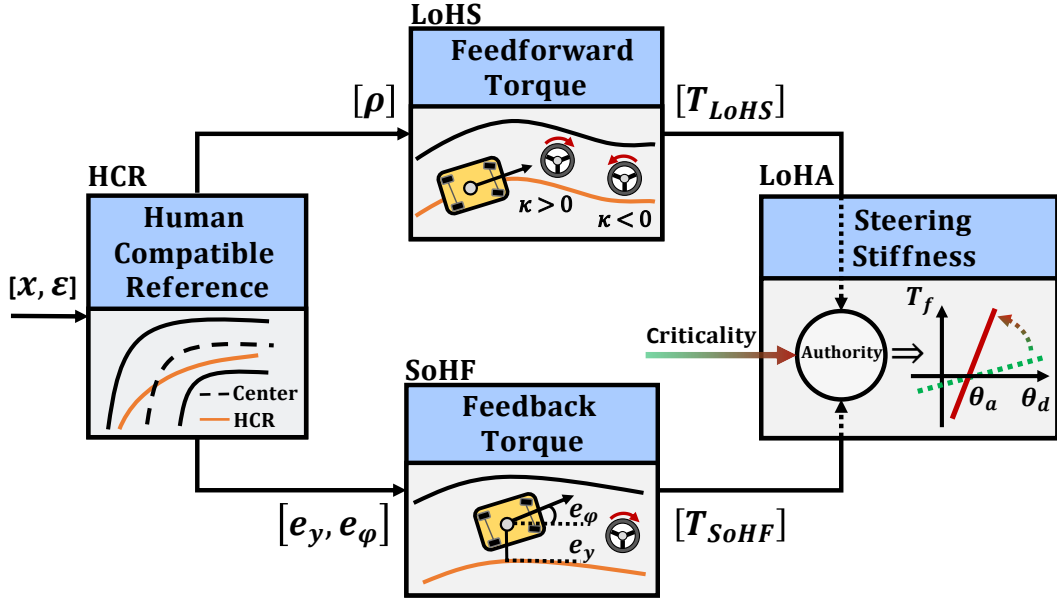 LoHS
Feedforward
Torque
[ρ]
[T_LoHS]
κ > 0
κ < 0
HCR
Human
Compatible
Reference
[x, ε]
Center
HCR
LoHA
Steering
Stiffness
T_f
Criticality
Authority
⇒
θ_a
θ_d
SoHF
Feedback
Torque
[e_y, e_φ]
e_φ
e_y
[T_SoHF]